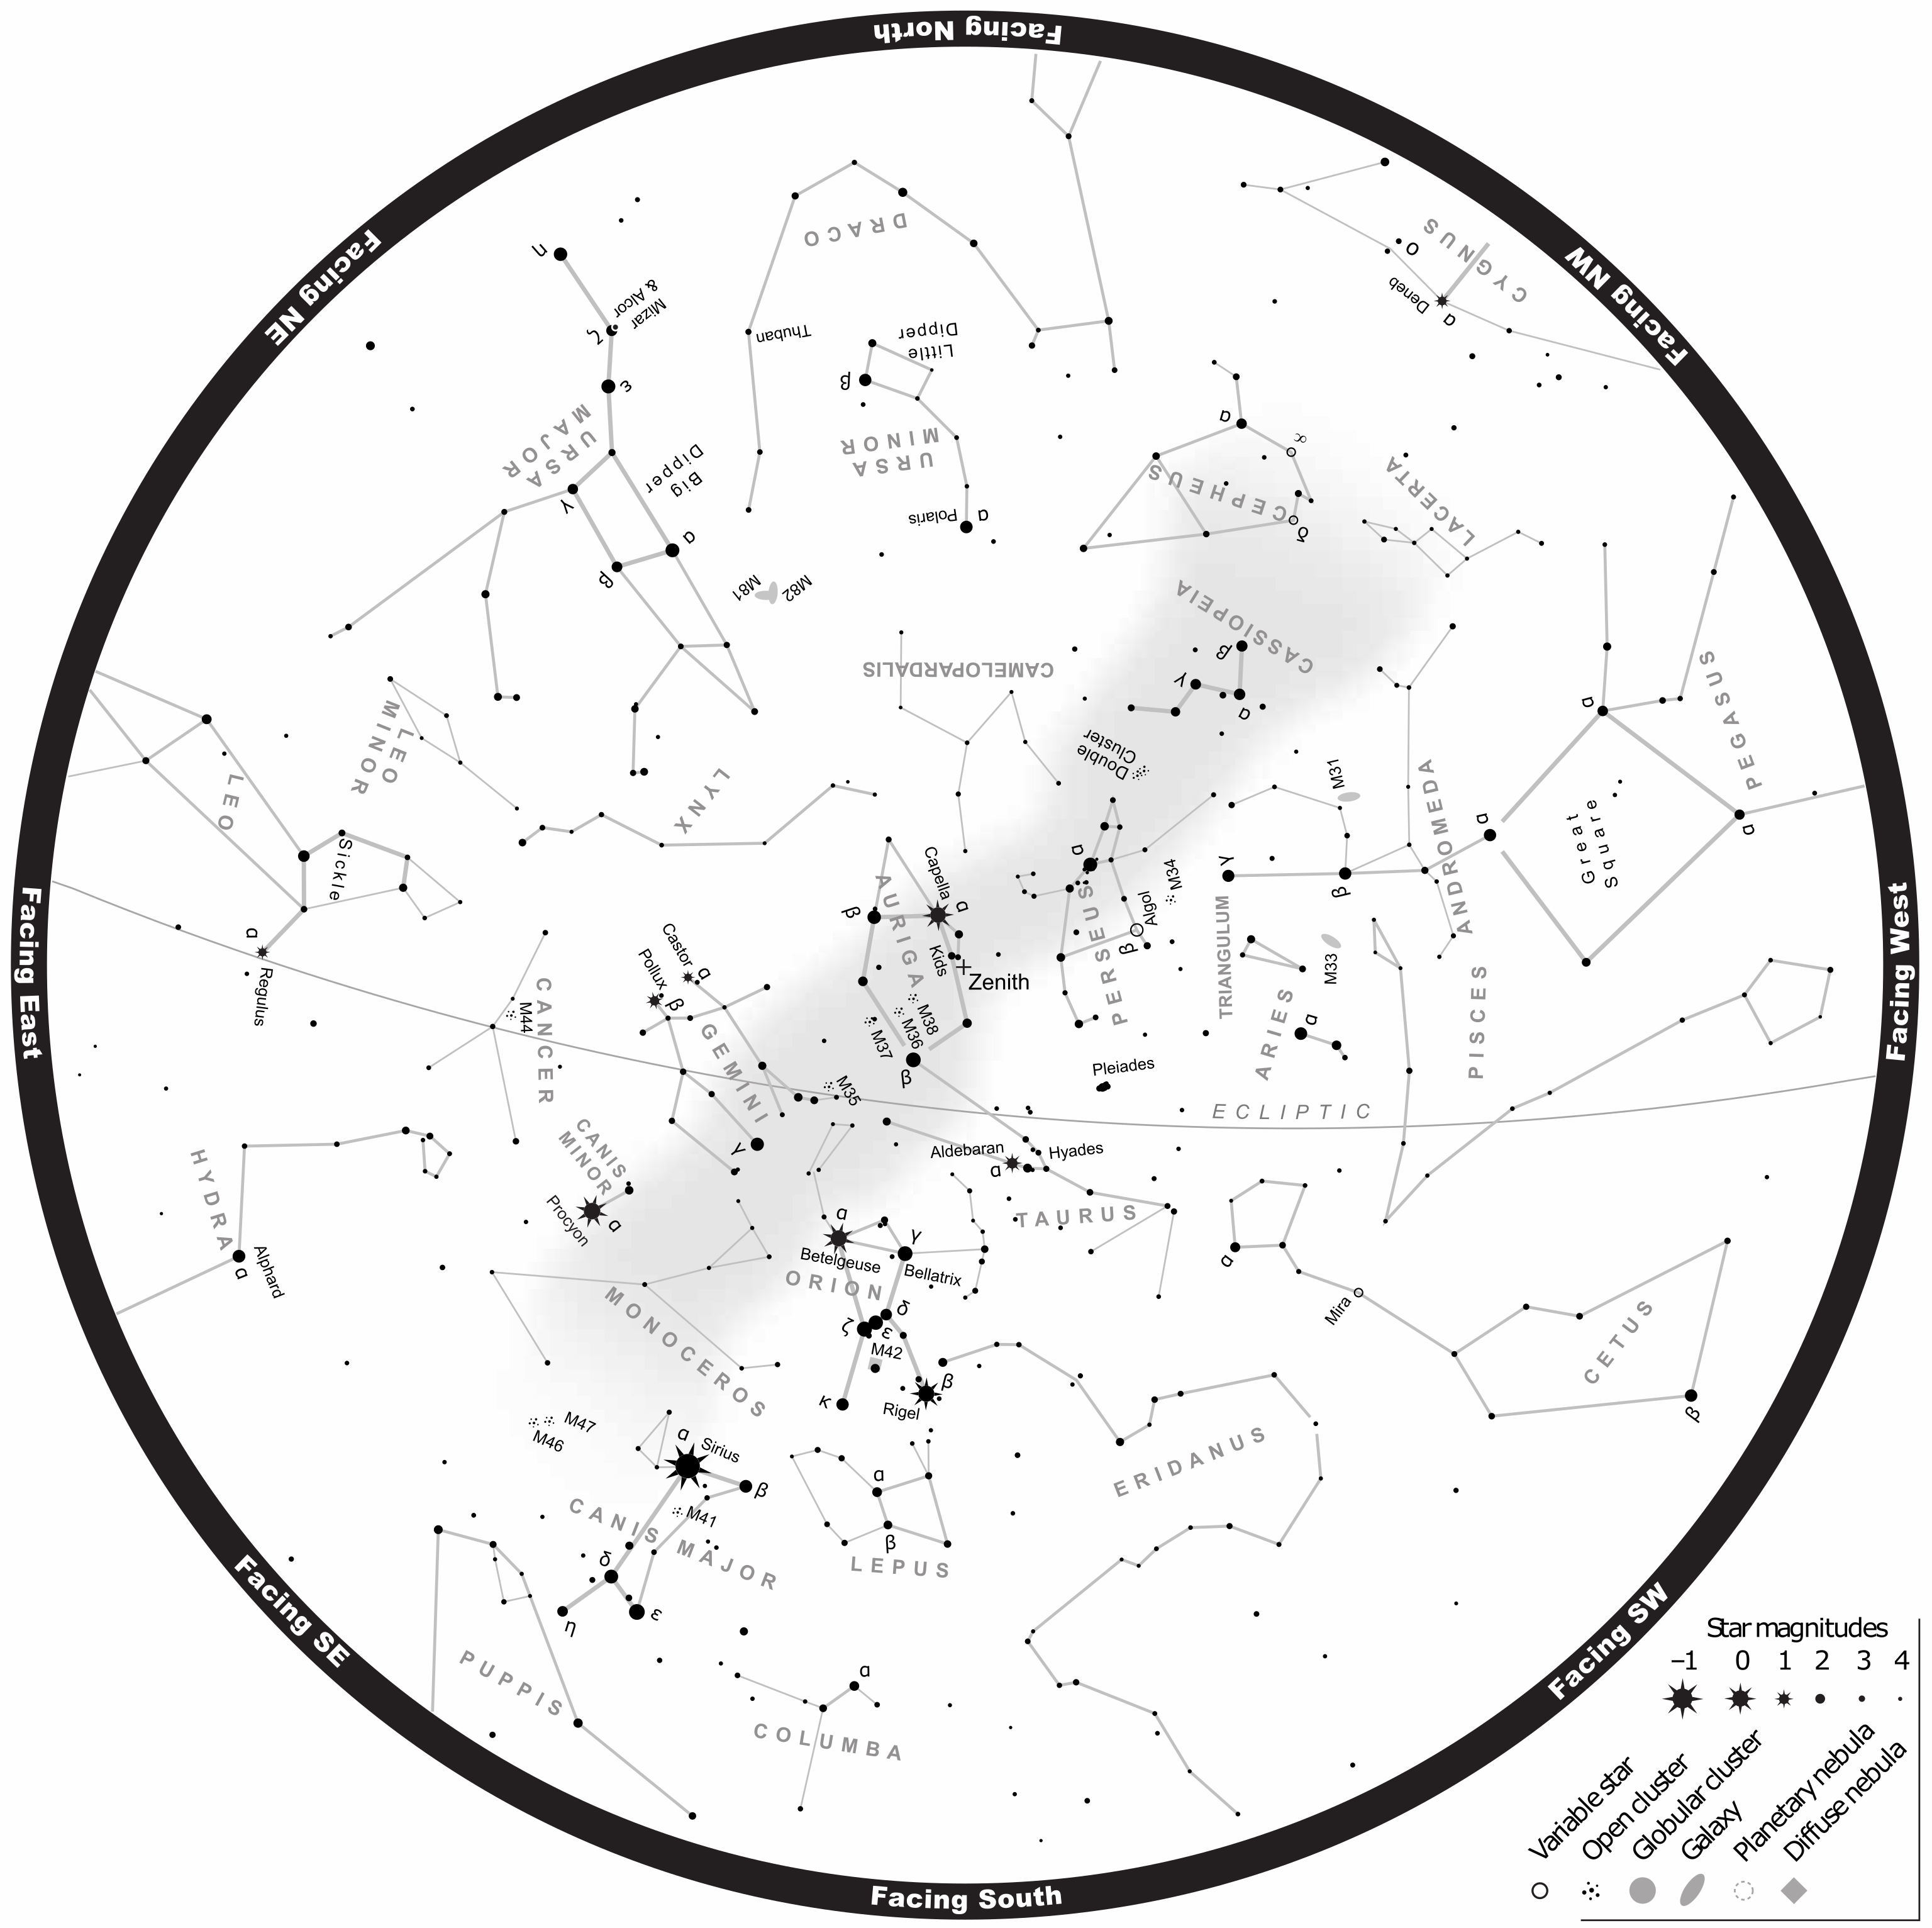 Facing North
Facing NE
Facing NW
Facing East
Facing West
Facing SE
Facing SW
Facing South
DRACO
CYGNUS
ο
Deneb
α
η
Mizar
& Alcor
ζ
ε
Thuban
Little
Dipper
β
URSA
MAJOR
Big
Dipper
URSA
MINOR
γ
α
β
Polaris
α
M81
M82
α
CEPHEUS
δ
LACERTA
CASSIOPEIA
β
γ
α
CAMELOPARDALIS
Double
Cluster
PEGASUS
α
α
Great
Square
LEO
MINOR
LEO
Sickle
α
Regulus
LYNX
M31
ANDROMEDA
α
β
γ
Capella
α
β
AURIGA
Kids
Zenith
α
PERSEUS
Algol
β
M34
TRIANGULUM
M33
PISCES
ARIES
α
CANCER
M44
Castor
α
Pollux
β
GEMINI
γ
M35
M38
M36
M37
β
Pleiades
ECLIPTIC
Aldebaran
α
Hyades
TAURUS
HYDRA
Alphard
α
CANIS
MINOR
Procyon
α
α
Betelgeuse
γ
Bellatrix
ORION
δ
ζ
ε
M42
κ
β
Rigel
MONOCEROS
α
Mira
CETUS
β
M47
M46
α
Sirius
β
M41
CANIS MAJOR
δ
ε
η
α
β
LEPUS
ERIDANUS
PUPPIS
α
COLUMBA
Star magnitudes
–1 0 1 2 3 4
Variable star
Open cluster
Globular cluster
Galaxy
Planetary nebula
Diffuse nebula